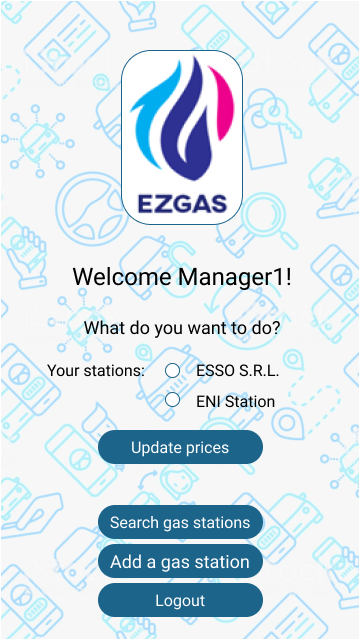 EZGAS
Welcome Manager1!
What do you want to do?
Your stations: ESSO S.R.L.
ENI Station
Update prices
Search gas stations
Add a gas station
Logout